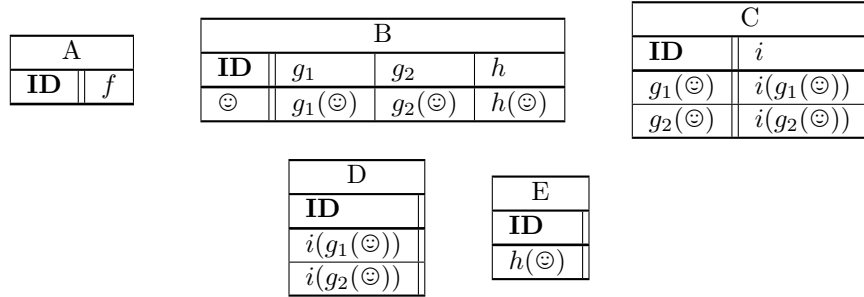 A
ID f
B
ID g₁ g₂ h
☺ g₁(☺) g₂(☺) h(☺)
C
ID i
g₁(☺) i(g₁(☺))
g₂(☺) i(g₂(☺))
D
ID
i(g₁(☺))
i(g₂(☺))
E
ID
h(☺)